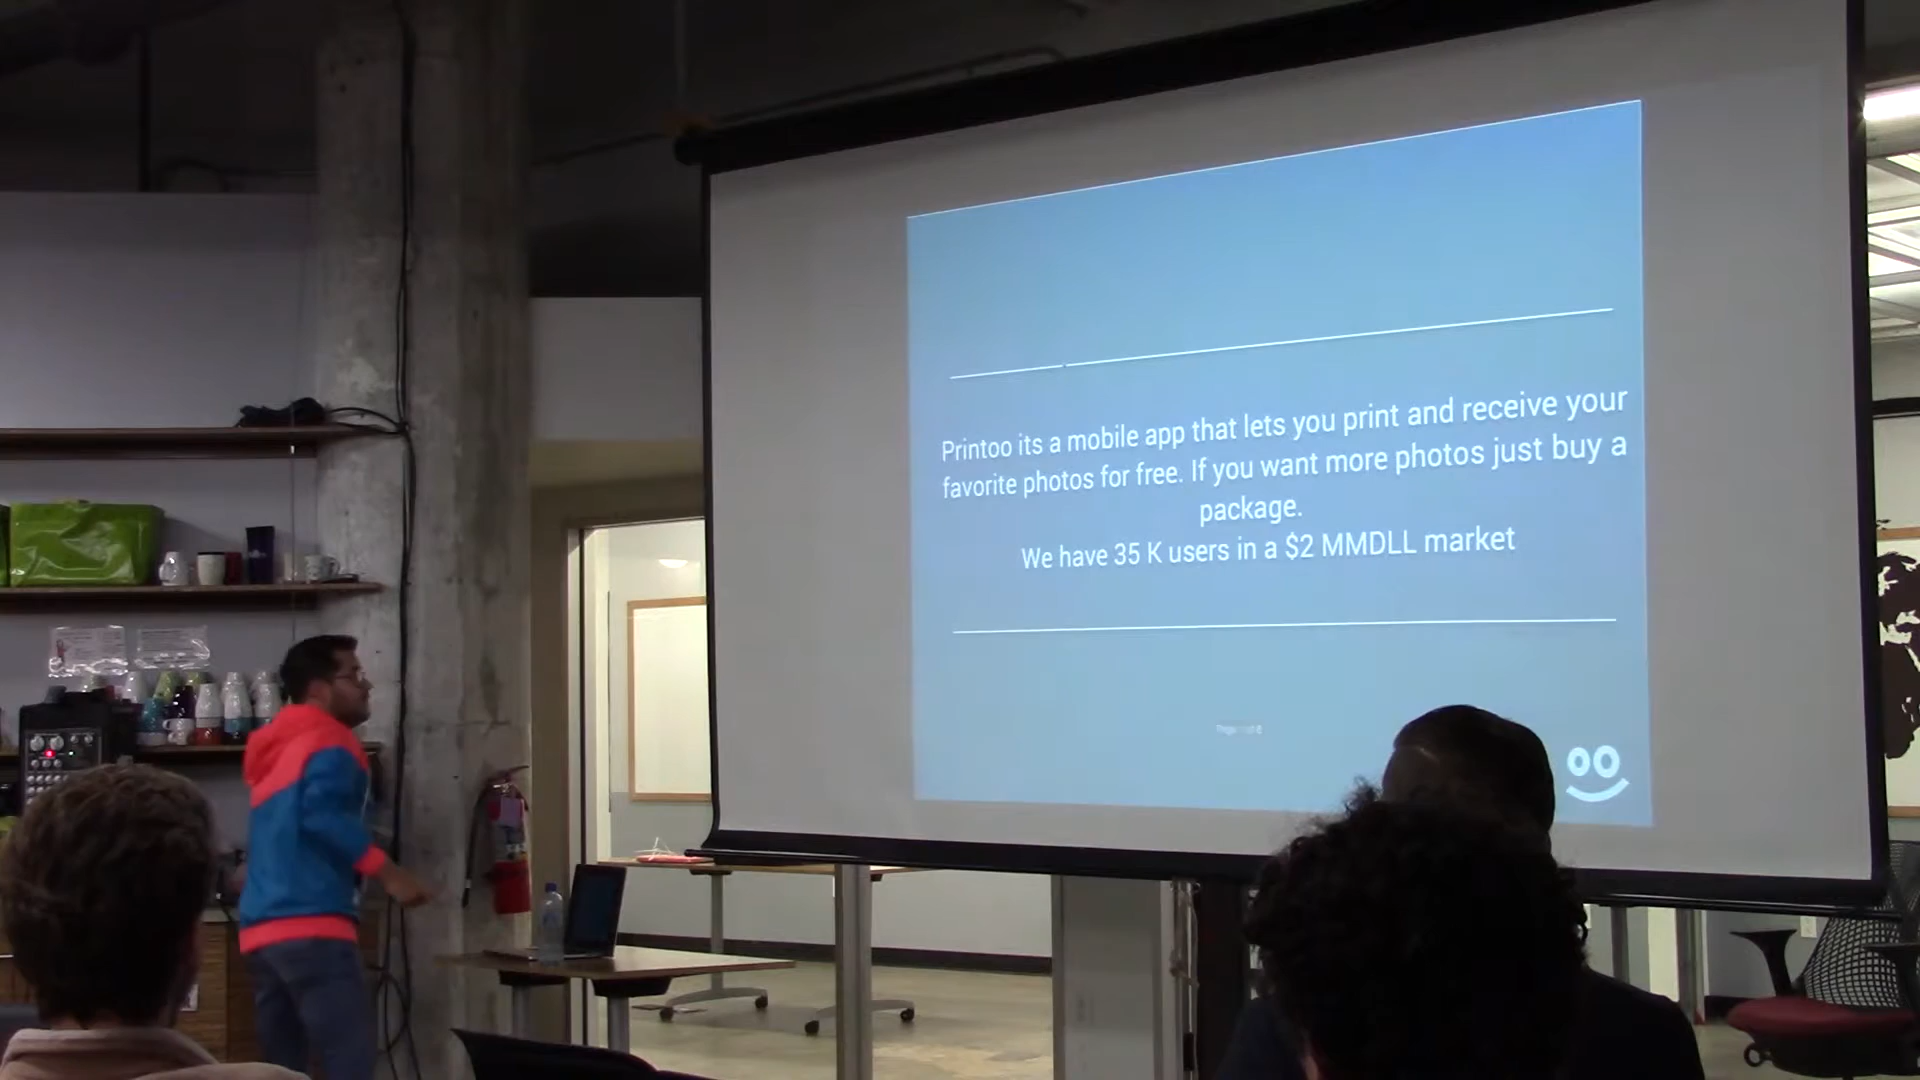 Printoo its a mobile app that lets you print and receive your
favorite photos for free. If you want more photos just buy a
package.
We have 35 K users in a $2 MMDLL market